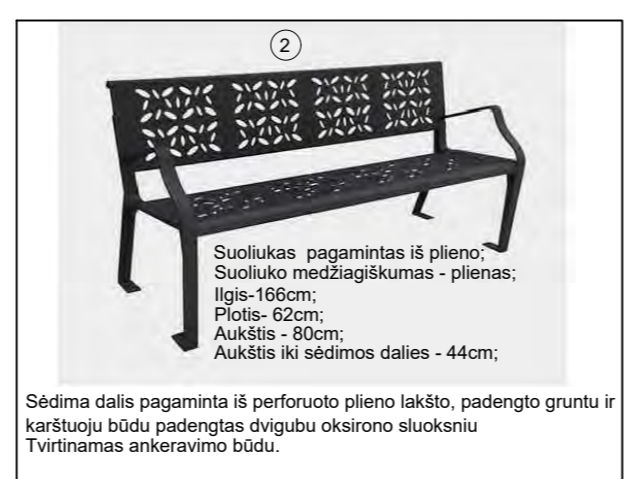 2
Suoliukas pagamintas iš plieno;
Suoliuko medžiagiškumas - plienas;
Ilgis-166cm;
Plotis- 62cm;
Aukštis - 80cm;
Aukštis iki sėdimos dalies - 44cm;
Sėdima dalis pagaminta iš perforuoto plieno lakšto, padengto gruntu ir
karštuoju būdu padengtas dvigubu oksirono sluoksniu
Tvirtinamas ankeravimo būdu.